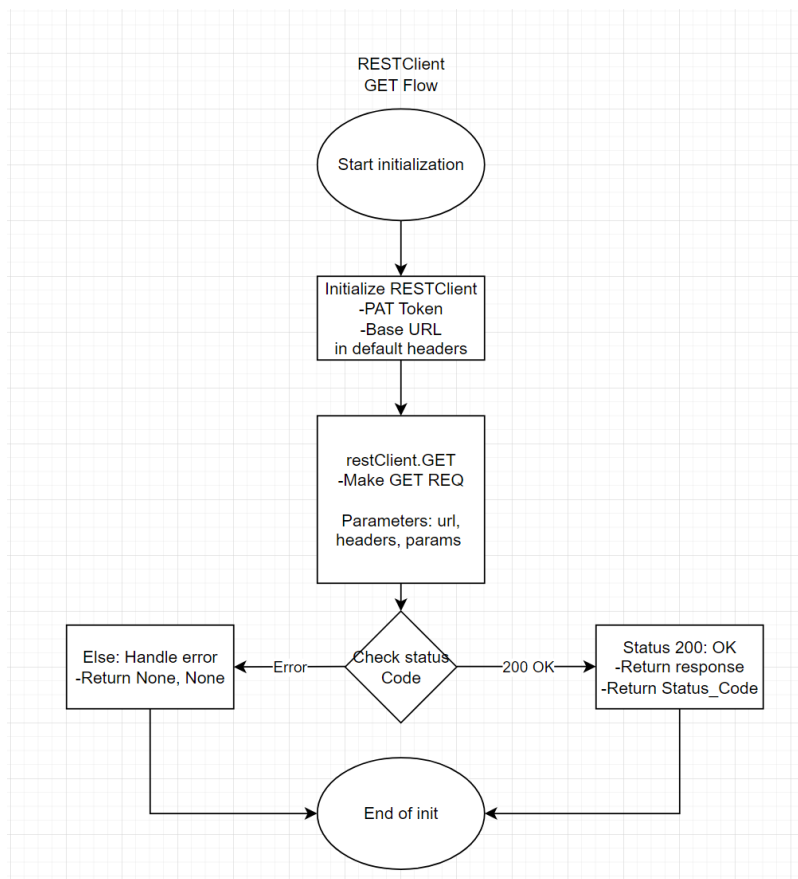 RESTClient
GET Flow
Start initialization
Initialize RESTClient
-PAT Token
-Base URL
in default headers
restClient.GET
-Make GET REQ
Parameters: url,
headers, params
Else: Handle error
-Return None, None
Error
Check status
Code
200 OK
Status 200: OK
-Return response
-Return Status_Code
End of init